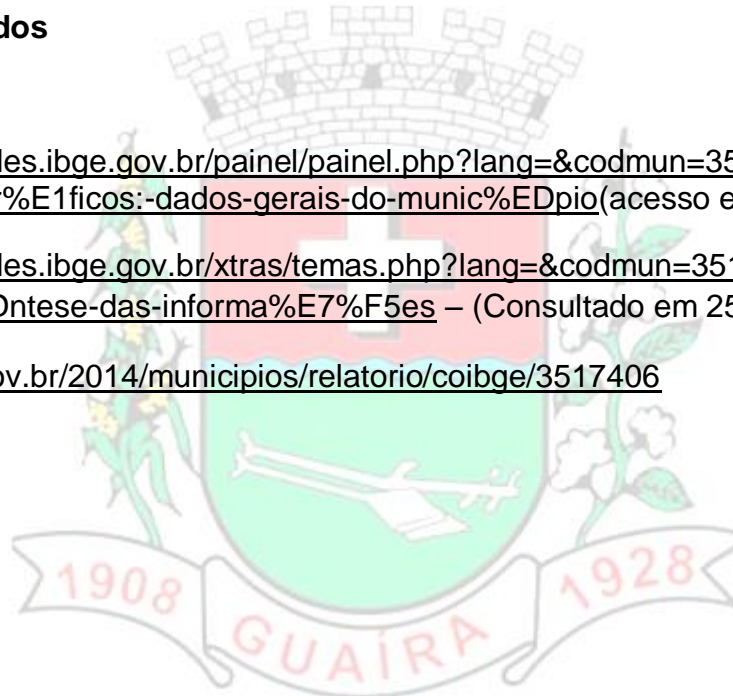 dos
les.ibge.gov.br/painel/painel.php?lang=&codmun=35
%E1ficos:-dados-gerais-do-munic%EDpio(acesso e
les.ibge.gov.br/xtras/temas.php?lang=&codmun=351
ntese-das-informa%E7%F5es – (Consultado em 25
ov.br/2014/municipios/relatorio/coibge/3517406
1908 GUAÍRA 1928